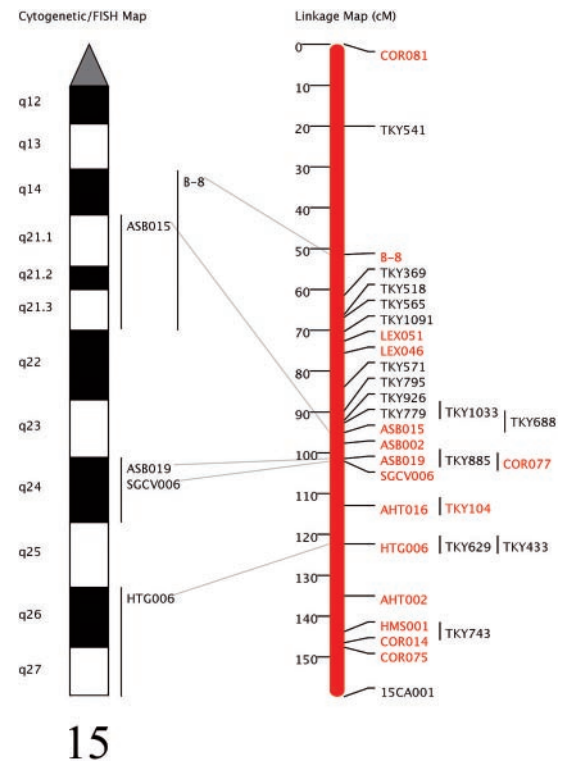 Cytogenetic/FISH Map
Linkage Map (cM)
q12
q13
q14
q21.1
q21.2
q21.3
q22
q23
q24
q25
q26
q27
B-8
ASB015
ASB019
SGCV006
HTG006
15
0
10
20
30
40
50
60
70
80
90
100
110
120
130
140
150
COR081
TKY541
B-8
TKY369
TKY518
TKY565
TKY1091
LEX051
LEX046
TKY571
TKY795
TKY926
TKY779 TKY1033
TKY688
ASB015
ASB002
ASB019 TKY885 COR077
SGCV006
AHT016 TKY104
HTG006 TKY629 TKY433
AHT002
HMS001
TKY743
COR014
COR075
15CA001